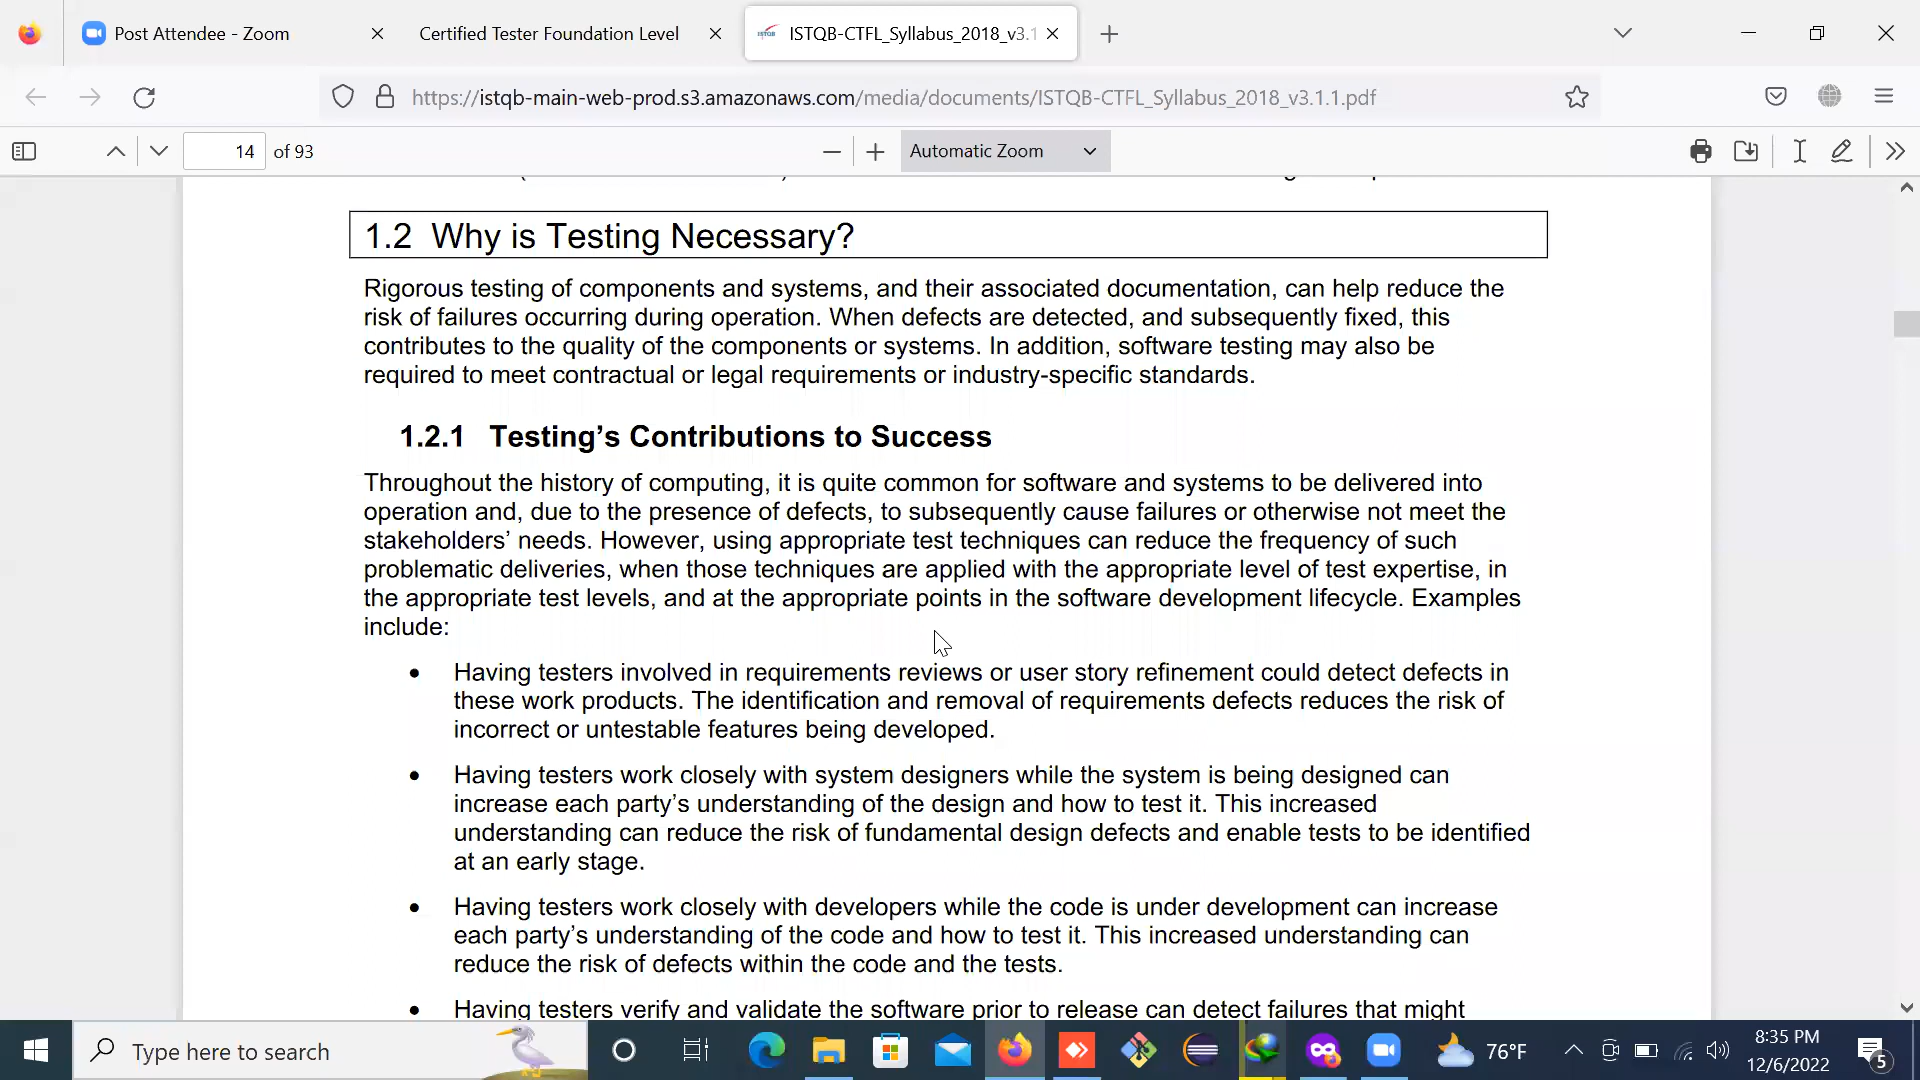 Post Attendee - Zoom
Certified Tester Foundation Level
ISTQB-CTFL_Syllabus_2018_v3.1
https://istqb-main-web-prod.s3.amazonaws.com/media/documents/ISTQB-CTFL_Syllabus_2018_v3.1.1.pdf
14 of 93
Automatic Zoom
1.2 Why is Testing Necessary?
Rigorous testing of components and systems, and their associated documentation, can help reduce the
risk of failures occurring during operation. When defects are detected, and subsequently fixed, this
contributes to the quality of the components or systems. In addition, software testing may also be
required to meet contractual or legal requirements or industry-specific standards.
1.2.1 Testing’s Contributions to Success
Throughout the history of computing, it is quite common for software and systems to be delivered into
operation and, due to the presence of defects, to subsequently cause failures or otherwise not meet the
stakeholders’ needs. However, using appropriate test techniques can reduce the frequency of such
problematic deliveries, when those techniques are applied with the appropriate level of test expertise, in
the appropriate test levels, and at the appropriate points in the software development lifecycle. Examples
include:
• Having testers involved in requirements reviews or user story refinement could detect defects in
these work products. The identification and removal of requirements defects reduces the risk of
incorrect or untestable features being developed.
• Having testers work closely with system designers while the system is being designed can
increase each party’s understanding of the design and how to test it. This increased
understanding can reduce the risk of fundamental design defects and enable tests to be identified
at an early stage.
• Having testers work closely with developers while the code is under development can increase
each party’s understanding of the code and how to test it. This increased understanding can
reduce the risk of defects within the code and the tests.
• Having testers verify and validate the software prior to release can detect failures that might
Type here to search
76°F
8:35 PM
12/6/2022
5